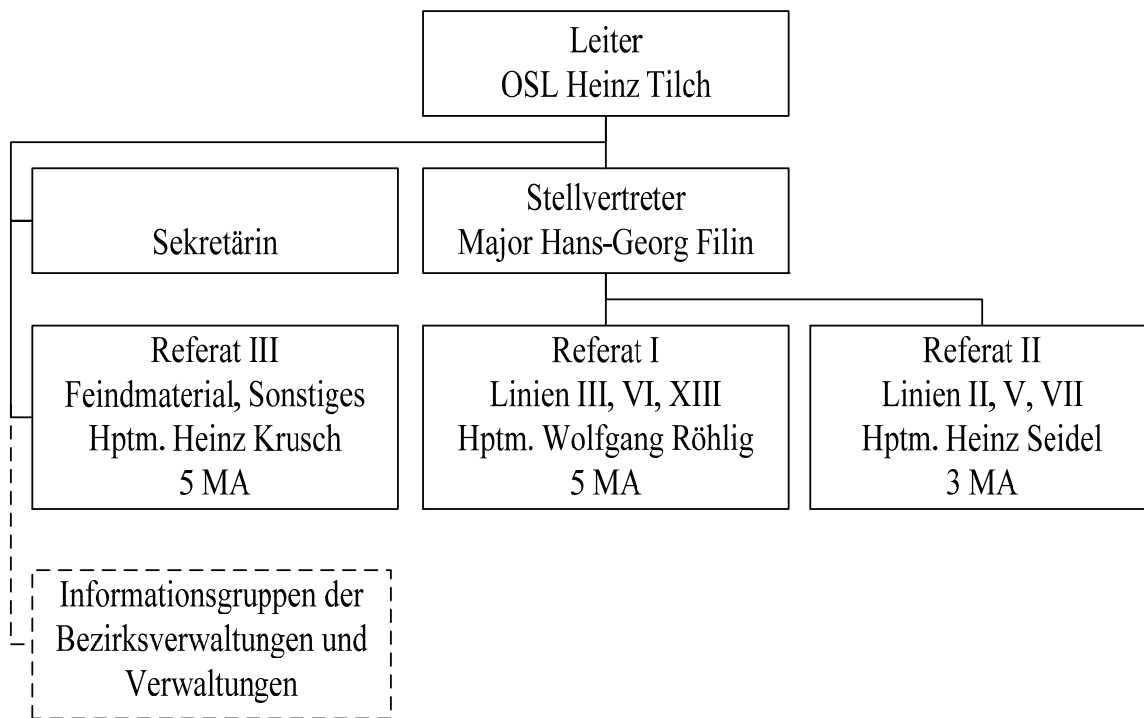 Leiter
OSL Heinz Tilch
Sekretärin
Stellvertreter
Major Hans-Georg Filin
Referat III
Feindmaterial, Sonstiges
Hptm. Heinz Krusch
5 MA
Referat I
Linien III, VI, XIII
Hptm. Wolfgang Röhlig
5 MA
Referat II
Linien II, V, VII
Hptm. Heinz Seidel
3 MA
Informationsgruppen der
Bezirksverwaltungen und
Verwaltungen